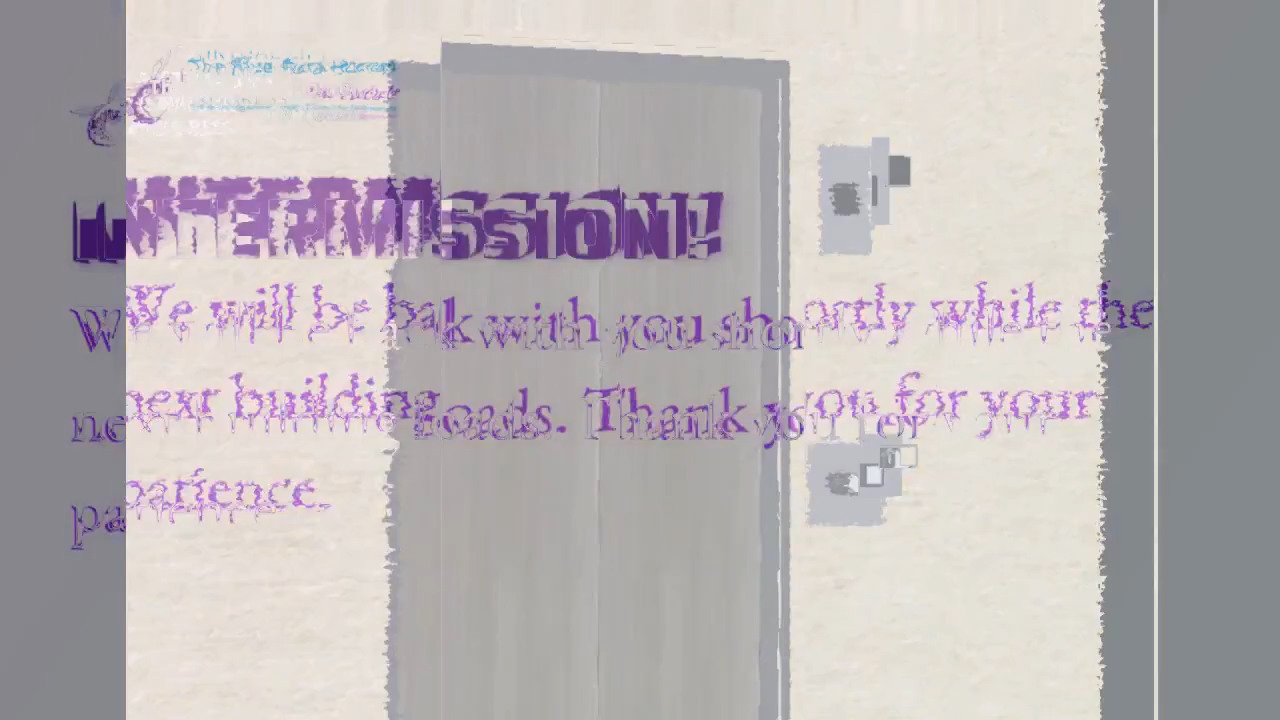 INTERMISSION!
We will be bak with you shortly while the
next building loads. Thank you for your
patience.